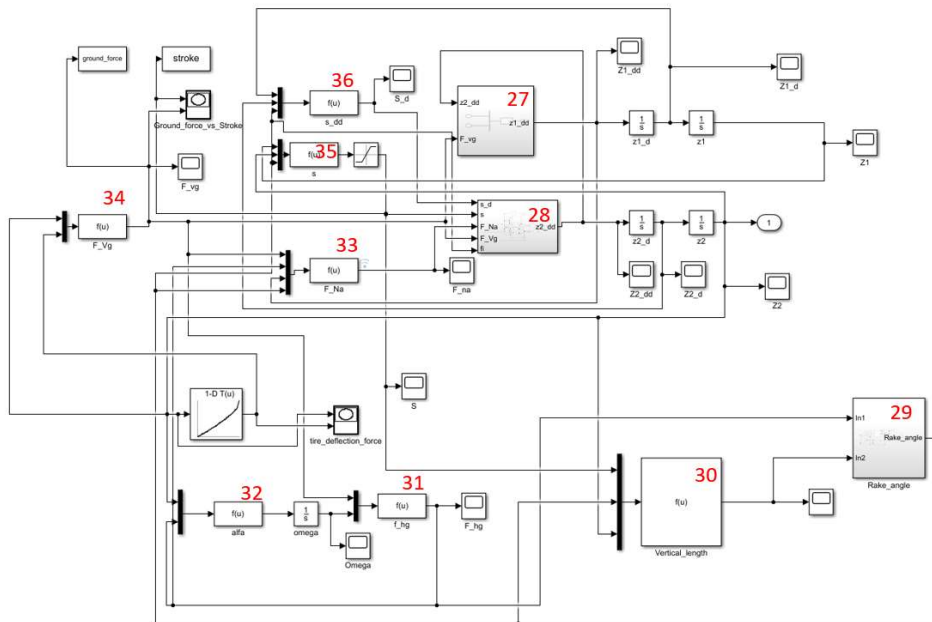 ground_force
stroke
Ground_force_vs_Stroke
F_vg
34
f(u)
F_Vg
36
f(u)
s_dd
S_d
35
f(u)
s
27
z2_dd
z1_dd
F_vg
Z1_dd
Z1_d
1
s
z1_d
1
s
z1
Z1
28
s_d
s
F_Na
F_Vg
fi
z2_dd
1
s
z2_d
1
s
z2
1
Z2_dd
Z2_d
Z2
33
f(u)
F_Na
F_na
1-D T(u)
tire_deflection_force
S
32
f(u)
alfa
1
s
omega
Omega
31
f(u)
f_hg
F_hg
30
f(u)
Vertical_length
29
In1
In2
Rake_angle
Rake_angle